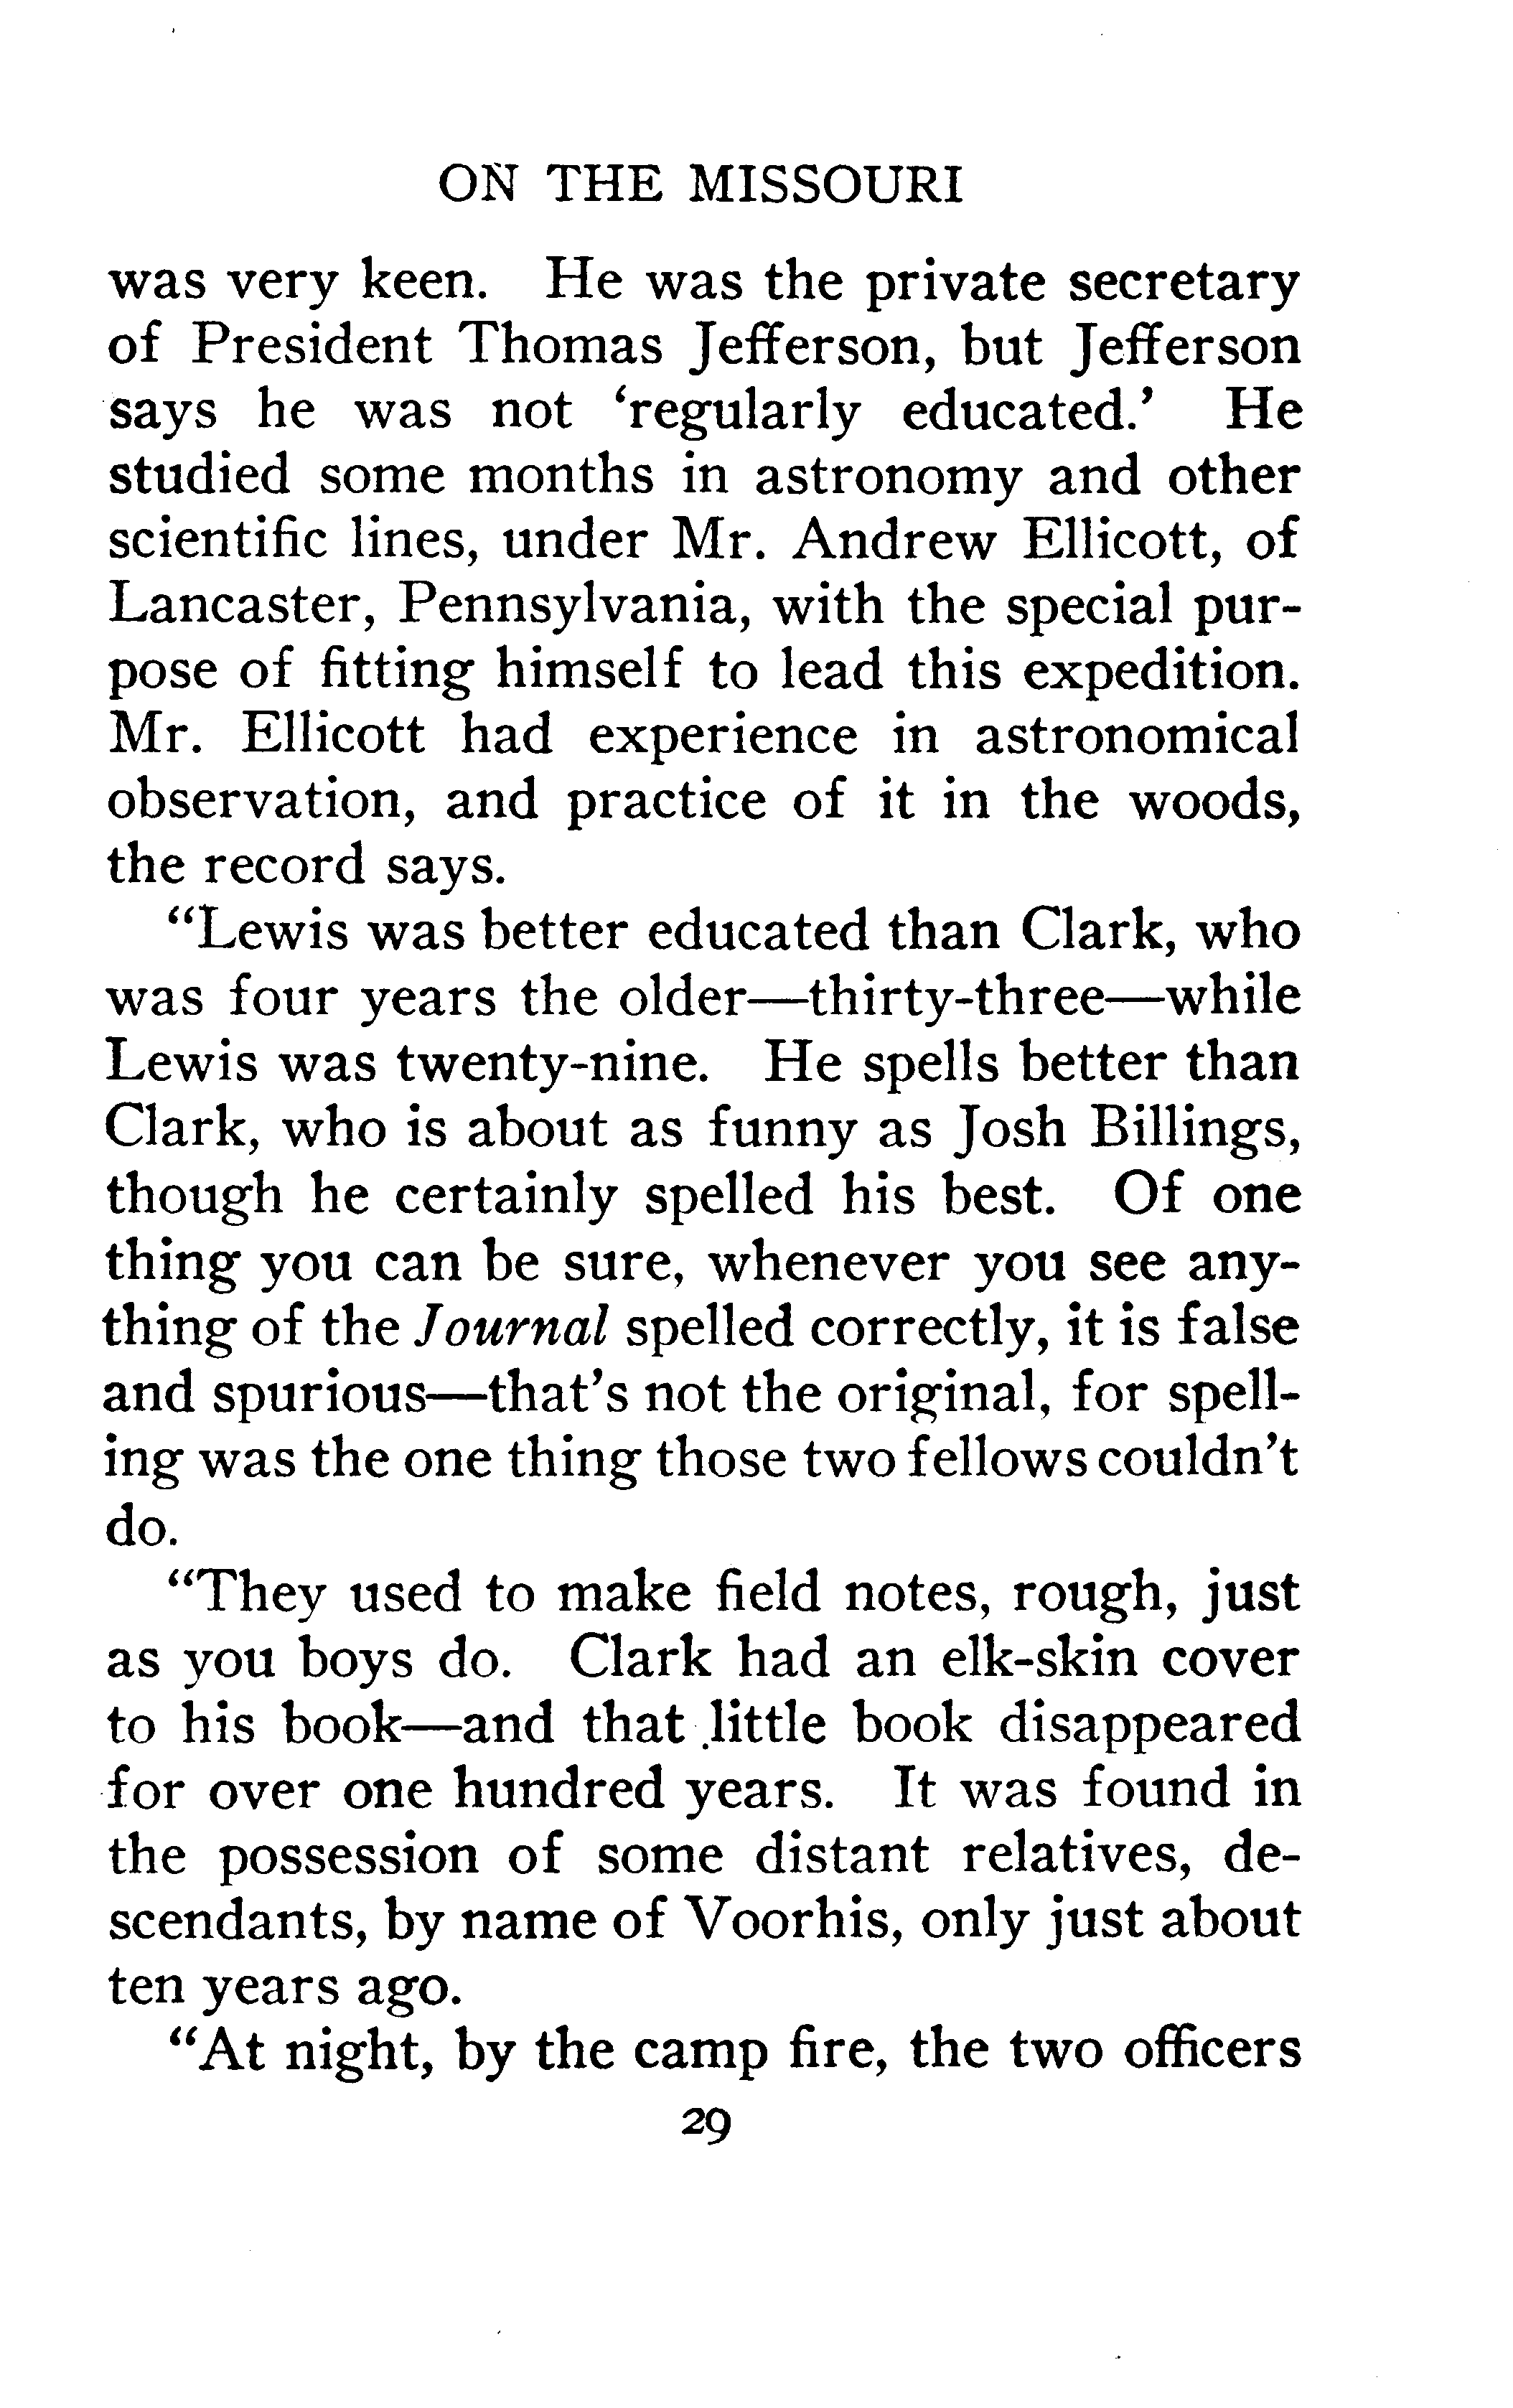 ON THE MISSOURI
was very keen. He was the private secretary
of President Thomas Jefferson, but Jefferson
says he was not ‘regularly educated.’ He
studied some months in astronomy and other
scientific lines, under Mr. Andrew Ellicott, of
Lancaster, Pennsylvania, with the special pur-
pose of fitting himself to lead this expedition.
Mr. Ellicott had experience in astronomical
observation, and practice of it in the woods,
the record says.
“Lewis was better educated than Clark, who
was four years the older—thirty-three—while
Lewis was twenty-nine. He spells better than
Clark, who is about as funny as Josh Billings,
though he certainly spelled his best. Of one
thing you can be sure, whenever you see any-
thing of the Journal spelled correctly, it is false
and spurious—that’s not the original, for spell-
ing was the one thing those two fellows couldn’t
do.
“They used to make field notes, rough, just
as you boys do. Clark had an elk-skin cover
to his book—and that little book disappeared
for over one hundred years. It was found in
the possession of some distant relatives, de-
scendants, by name of Voorhis, only just about
ten years ago.
“At night, by the camp fire, the two officers
29